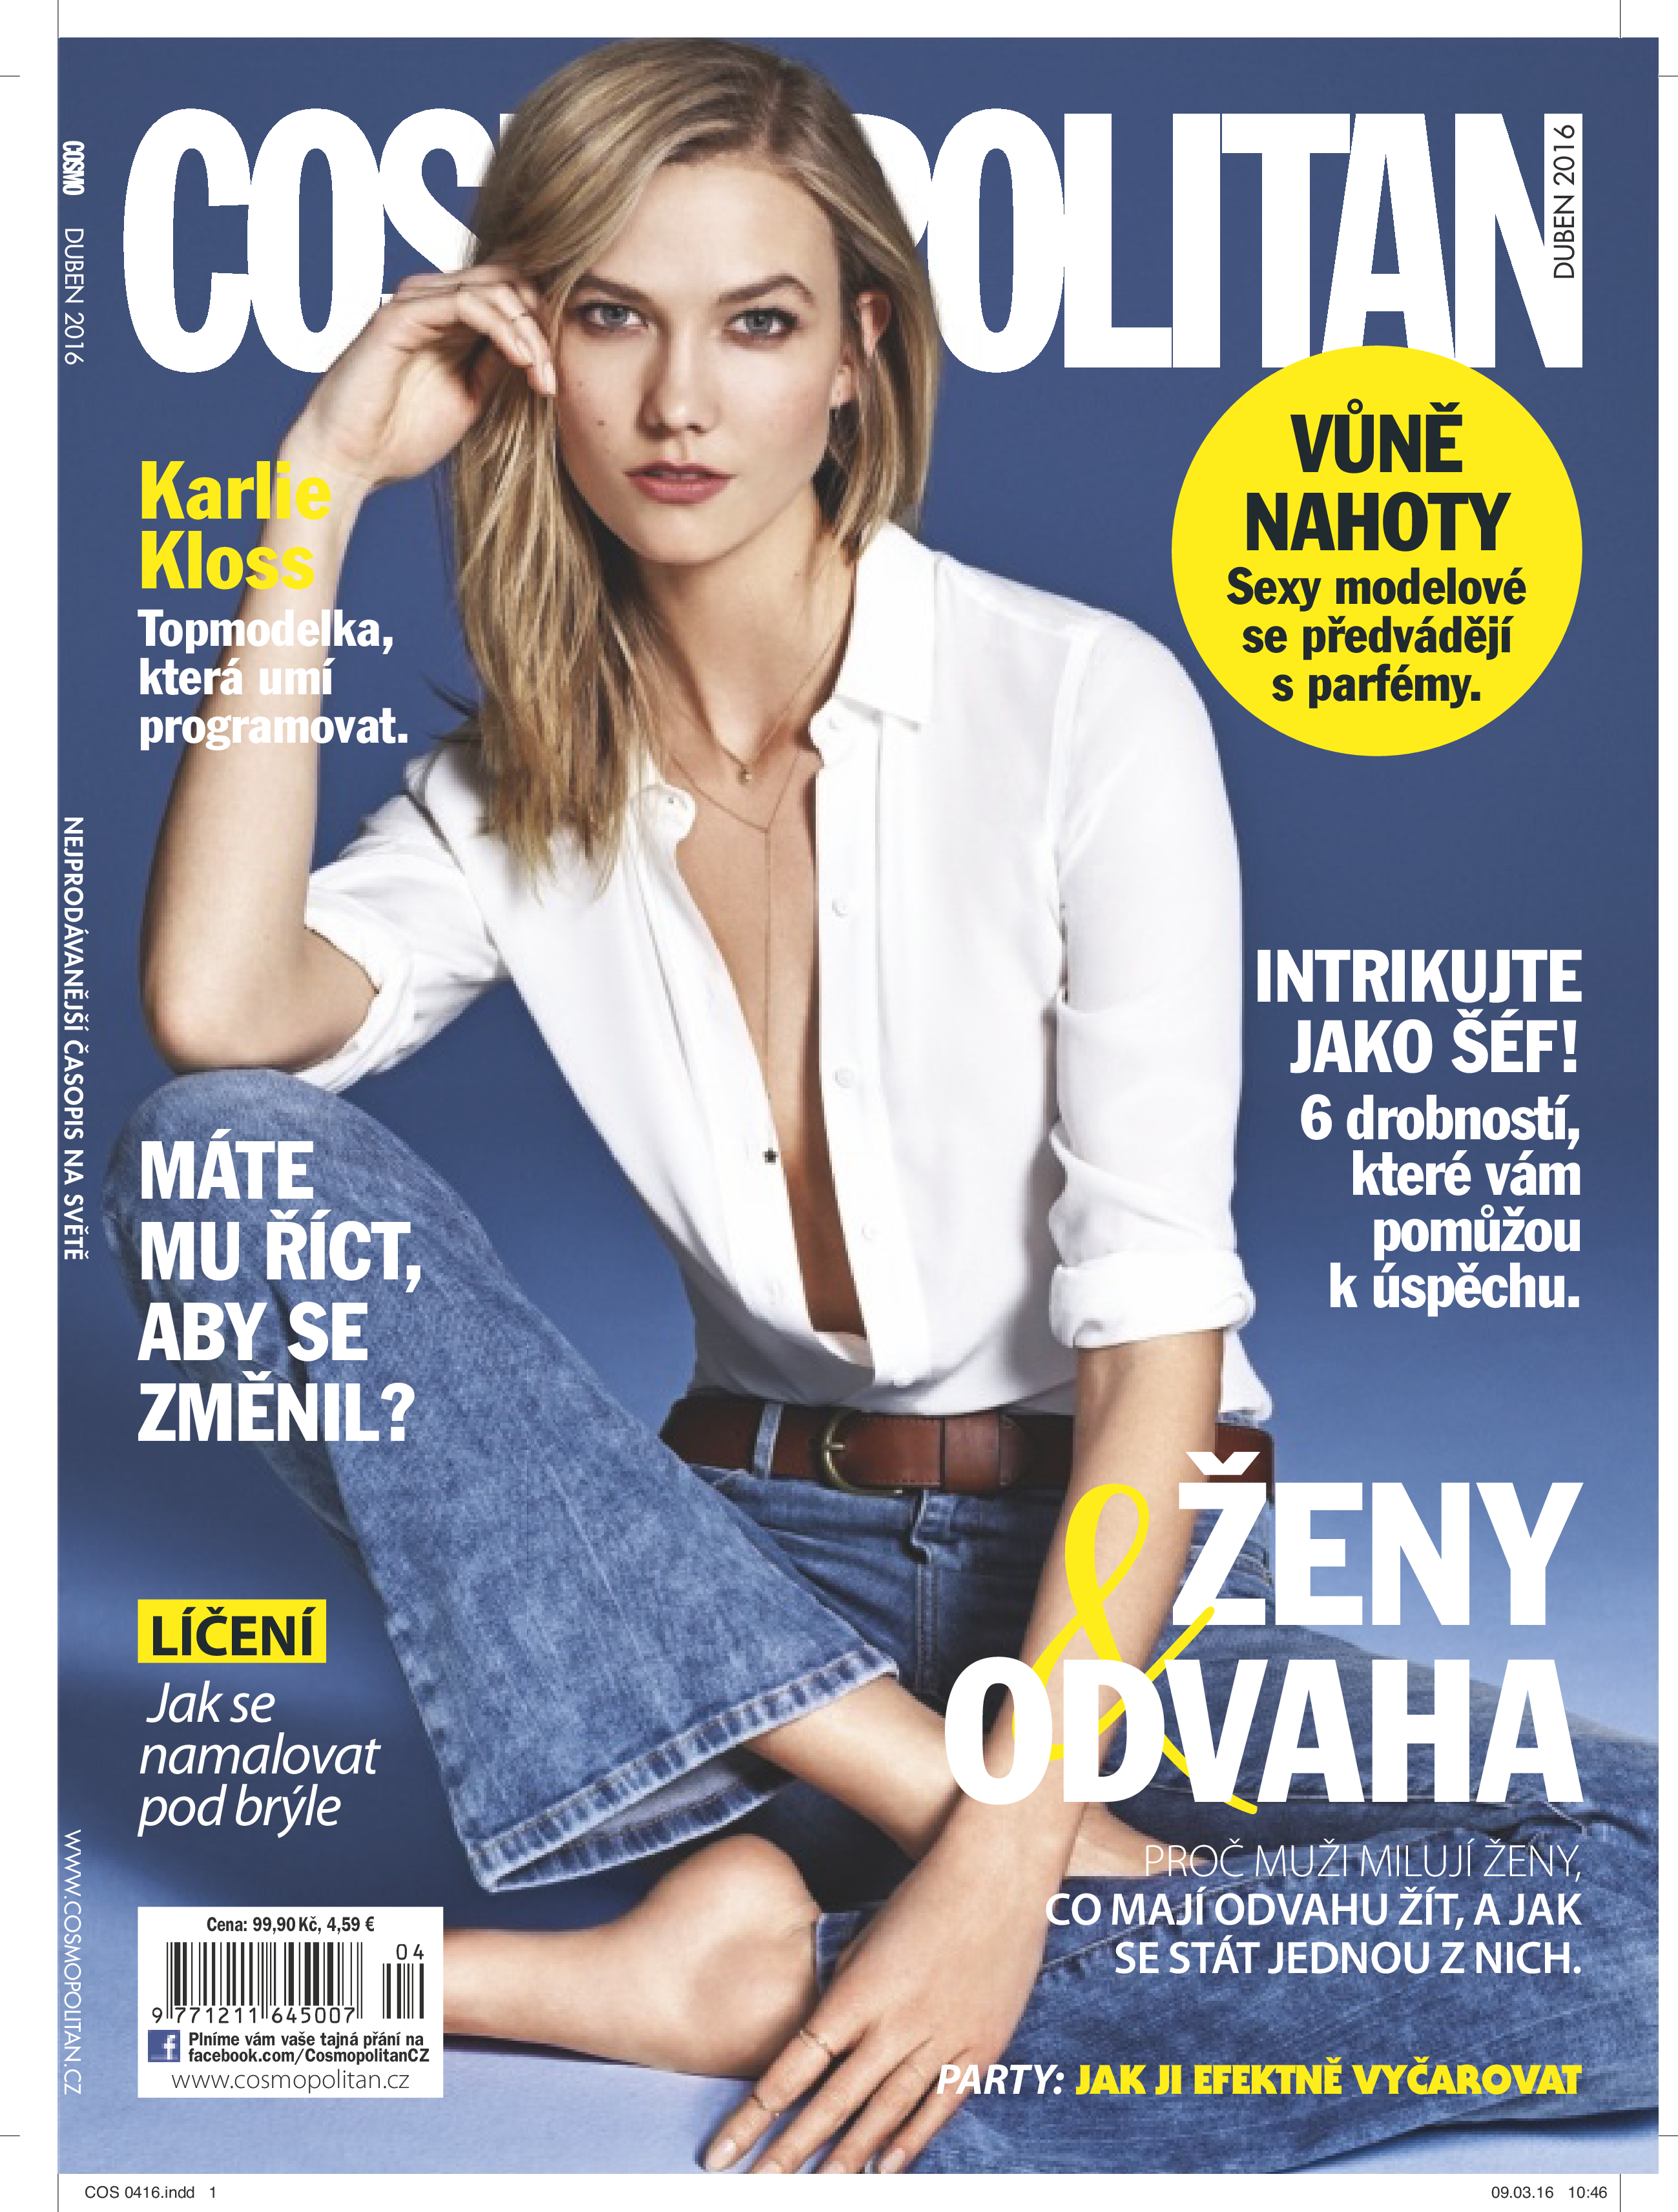 COSMOPOLITAN
DUBEN 2016
COSMO DUBEN 2016
NEJPRODÁVANĚJŠÍ ČASOPIS NA SVĚTĚ
WWW.COSMOPOLITAN.CZ
Karlie
Kloss
Topmodelka,
která umí
programovat.
VŮNĚ
NAHOTY
Sexy modelové
se předvádějí
s parfémy.
INTRIKUJTE
JAKO ŠÉF!
6 drobností,
které vám
pomůžou
k úspěchu.
MÁTE
MU ŘÍCT,
ABY SE
ZMĚNIL?
LÍČENÍ
Jak se
namalovat
pod brýle
ŽENY
&
ODVAHA
PROČ MUŽI MILUJÍ ŽENY,
CO MAJÍ ODVAHU ŽÍT, A JAK
SE STÁT JEDNOU Z NICH.
PARTY: JAK JI EFEKTNĚ VYČAROVAT
Cena: 99,90 Kč, 4,59 €
04
9 771211 645007
Plníme vám vaše tajná přání na
facebook.com/CosmopolitanCZ
www.cosmopolitan.cz
COS 0416.indd 1
09.03.16 10:46